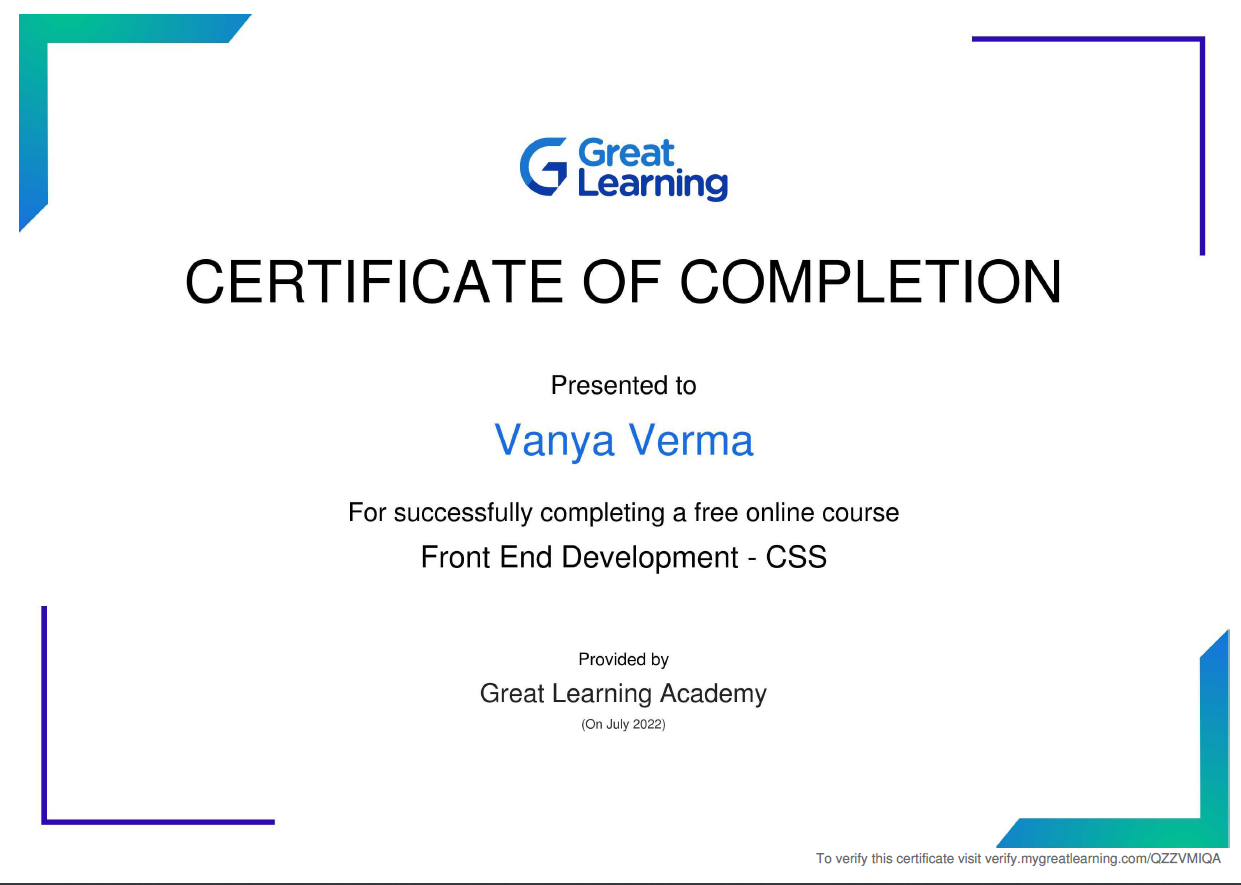 Great
Learning
CERTIFICATE OF COMPLETION
Presented to
Vanya Verma
For successfully completing a free online course
Front End Development - CSS
Provided by
Great Learning Academy
(On July 2022)
To verify this certificate visit verify.mygreatlearning.com/QZZVMIQA